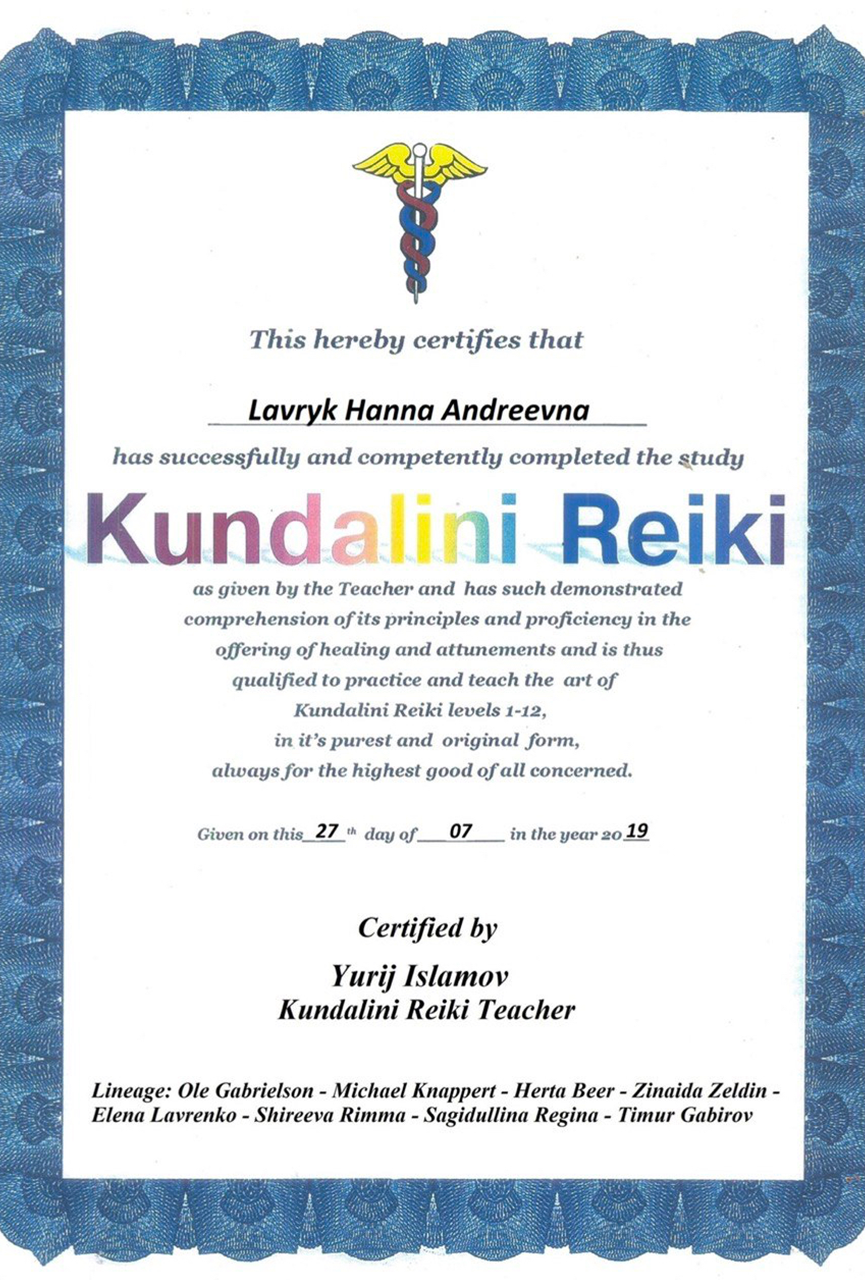 This hereby certifies that
Lavryk Hanna Andreevna
has successfully and competently completed the study
Kundalini Reiki
as given by the Teacher and has such demonstrated
comprehension of its principles and proficiency in the
offering of healing and attunements and is thus
qualified to practice and teach the art of
Kundalini Reiki levels 1-12,
in it's purest and original form,
always for the highest good of all concerned.
Given on this 27 th day of 07 in the year 20 19
Certified by
Yurij Islamov
Kundalini Reiki Teacher
Lineage: Ole Gabrielson - Michael Knappert - Herta Beer - Zinaida Zeldin -
Elena Lavrenko - Shireeva Rimma - Sagidullina Regina - Timur Gabirov